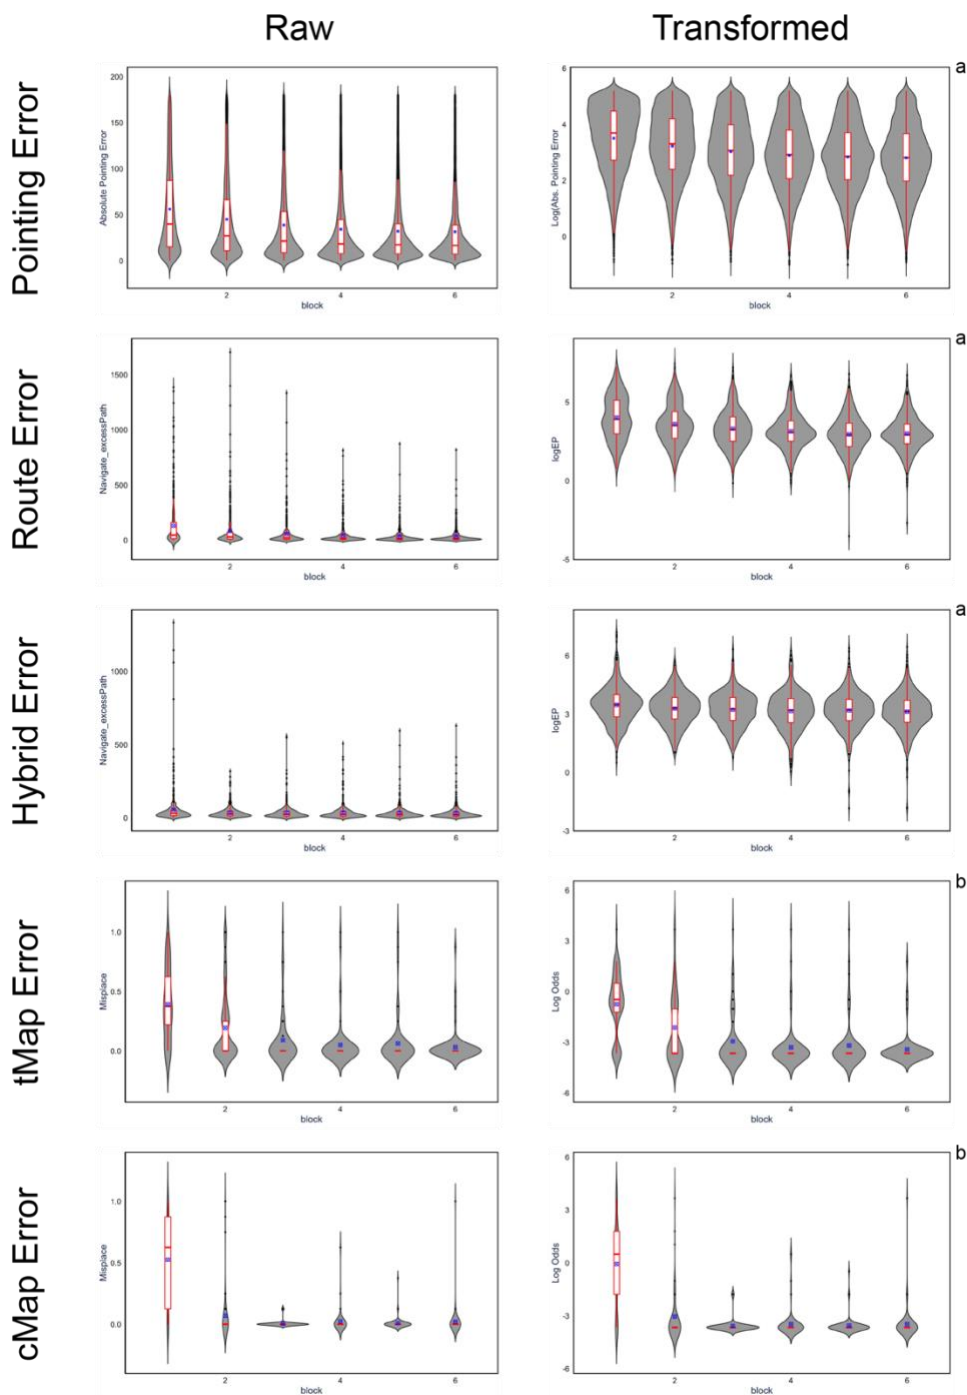 Raw
Transformed
Pointing Error
Absolute Pointing Error
200
150
100
50
0
2
4
6
block
a
Log(Abs. Pointing Error)
6
4
2
0
2
4
6
block
Route Error
Navigate_excessPath
1500
1000
500
0
2
4
6
block
a
logEP
5
0
-5
2
4
6
block
Hybrid Error
Navigate_excessPath
1000
500
0
2
4
6
block
a
logEP
6
3
0
-3
2
4
6
block
tMap Error
Misplace
1.0
0.5
0.0
2
4
6
block
b
Log Odds
6
3
0
-3
-6
2
4
6
block
cMap Error
Misplace
1.0
0.5
0.0
2
4
6
block
b
Log Odds
6
3
0
-3
-6
2
4
6
block